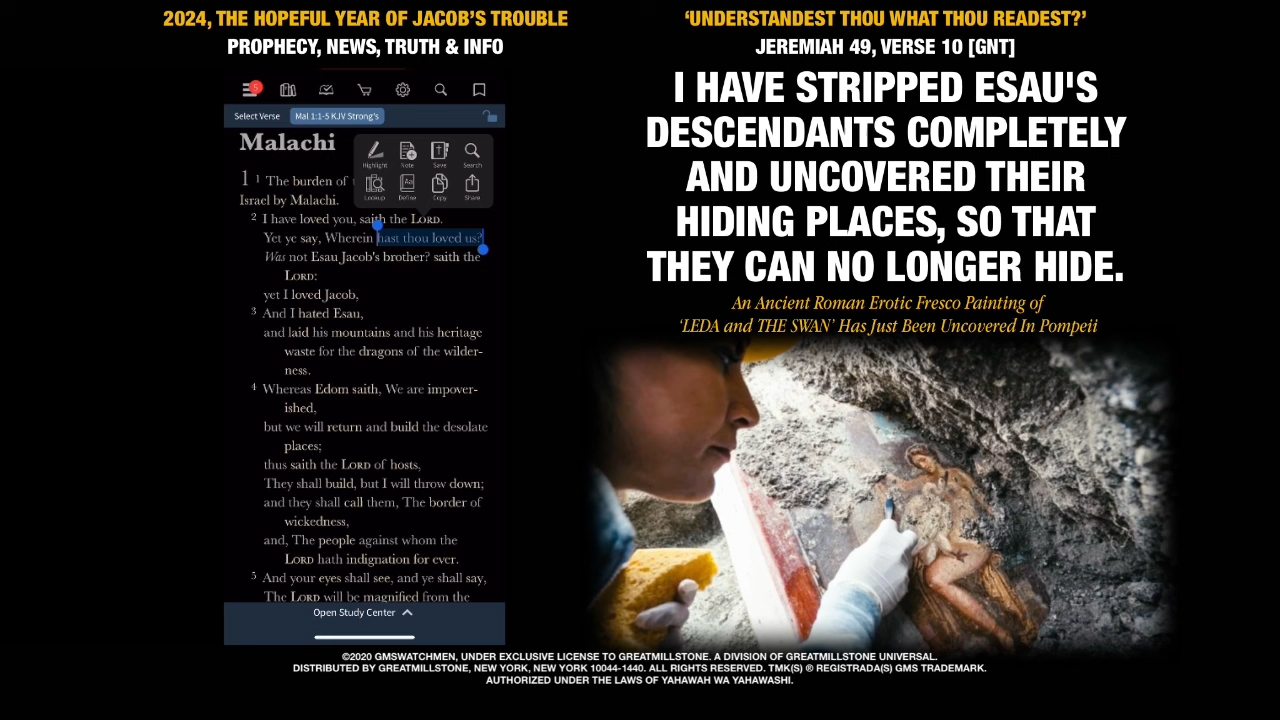 2024, THE HOPEFUL YEAR OF JACOB'S TROUBLE
PROPHECY, NEWS, TRUTH & INFO
5
Select Verse
Mal 1:1-5 KJV Strong's
Malachi
Highlight
Note
Save
Search
Lookup
Define
Copy
Share
1 1 The burden of
Israel by Malachi.
2 I have loved you, saith the LORD.
Yet ye say, Wherein hast thou loved us?
Was not Esau Jacob's brother? saith the
LORD:
yet I loved Jacob,
3 And I hated Esau,
and laid his mountains and his heritage
waste for the dragons of the wilder-
ness.
4 Whereas Edom saith, We are impover-
ished,
but we will return and build the desolate
places;
thus saith the LORD of hosts,
They shall build, but I will throw down;
and they shall call them, The border of
wickedness,
and, The people against whom the
LORD hath indignation for ever.
5 And your eyes shall see, and ye shall say,
The LORD will be magnified from the
Open Study Center
'UNDERSTANDEST THOU WHAT THOU READEST?'
JEREMIAH 49, VERSE 10 [GNT]
I HAVE STRIPPED ESAU'S
DESCENDANTS COMPLETELY
AND UNCOVERED THEIR
HIDING PLACES, SO THAT
THEY CAN NO LONGER HIDE.
An Ancient Roman Erotic Fresco Painting of
'LEDA and THE SWAN' Has Just Been Uncovered In Pompeii
©2020 GMSWATCHMEN, UNDER EXCLUSIVE LICENSE TO GREATMILLSTONE. A DIVISION OF GREATMILLSTONE UNIVERSAL.
DISTRIBUTED BY GREATMILLSTONE, NEW YORK, NEW YORK 10044-1440. ALL RIGHTS RESERVED. TMK(S) ® REGISTRADA(S) GMS TRADEMARK.
AUTHORIZED UNDER THE LAWS OF YAHAWAH WA YAHAWASHI.